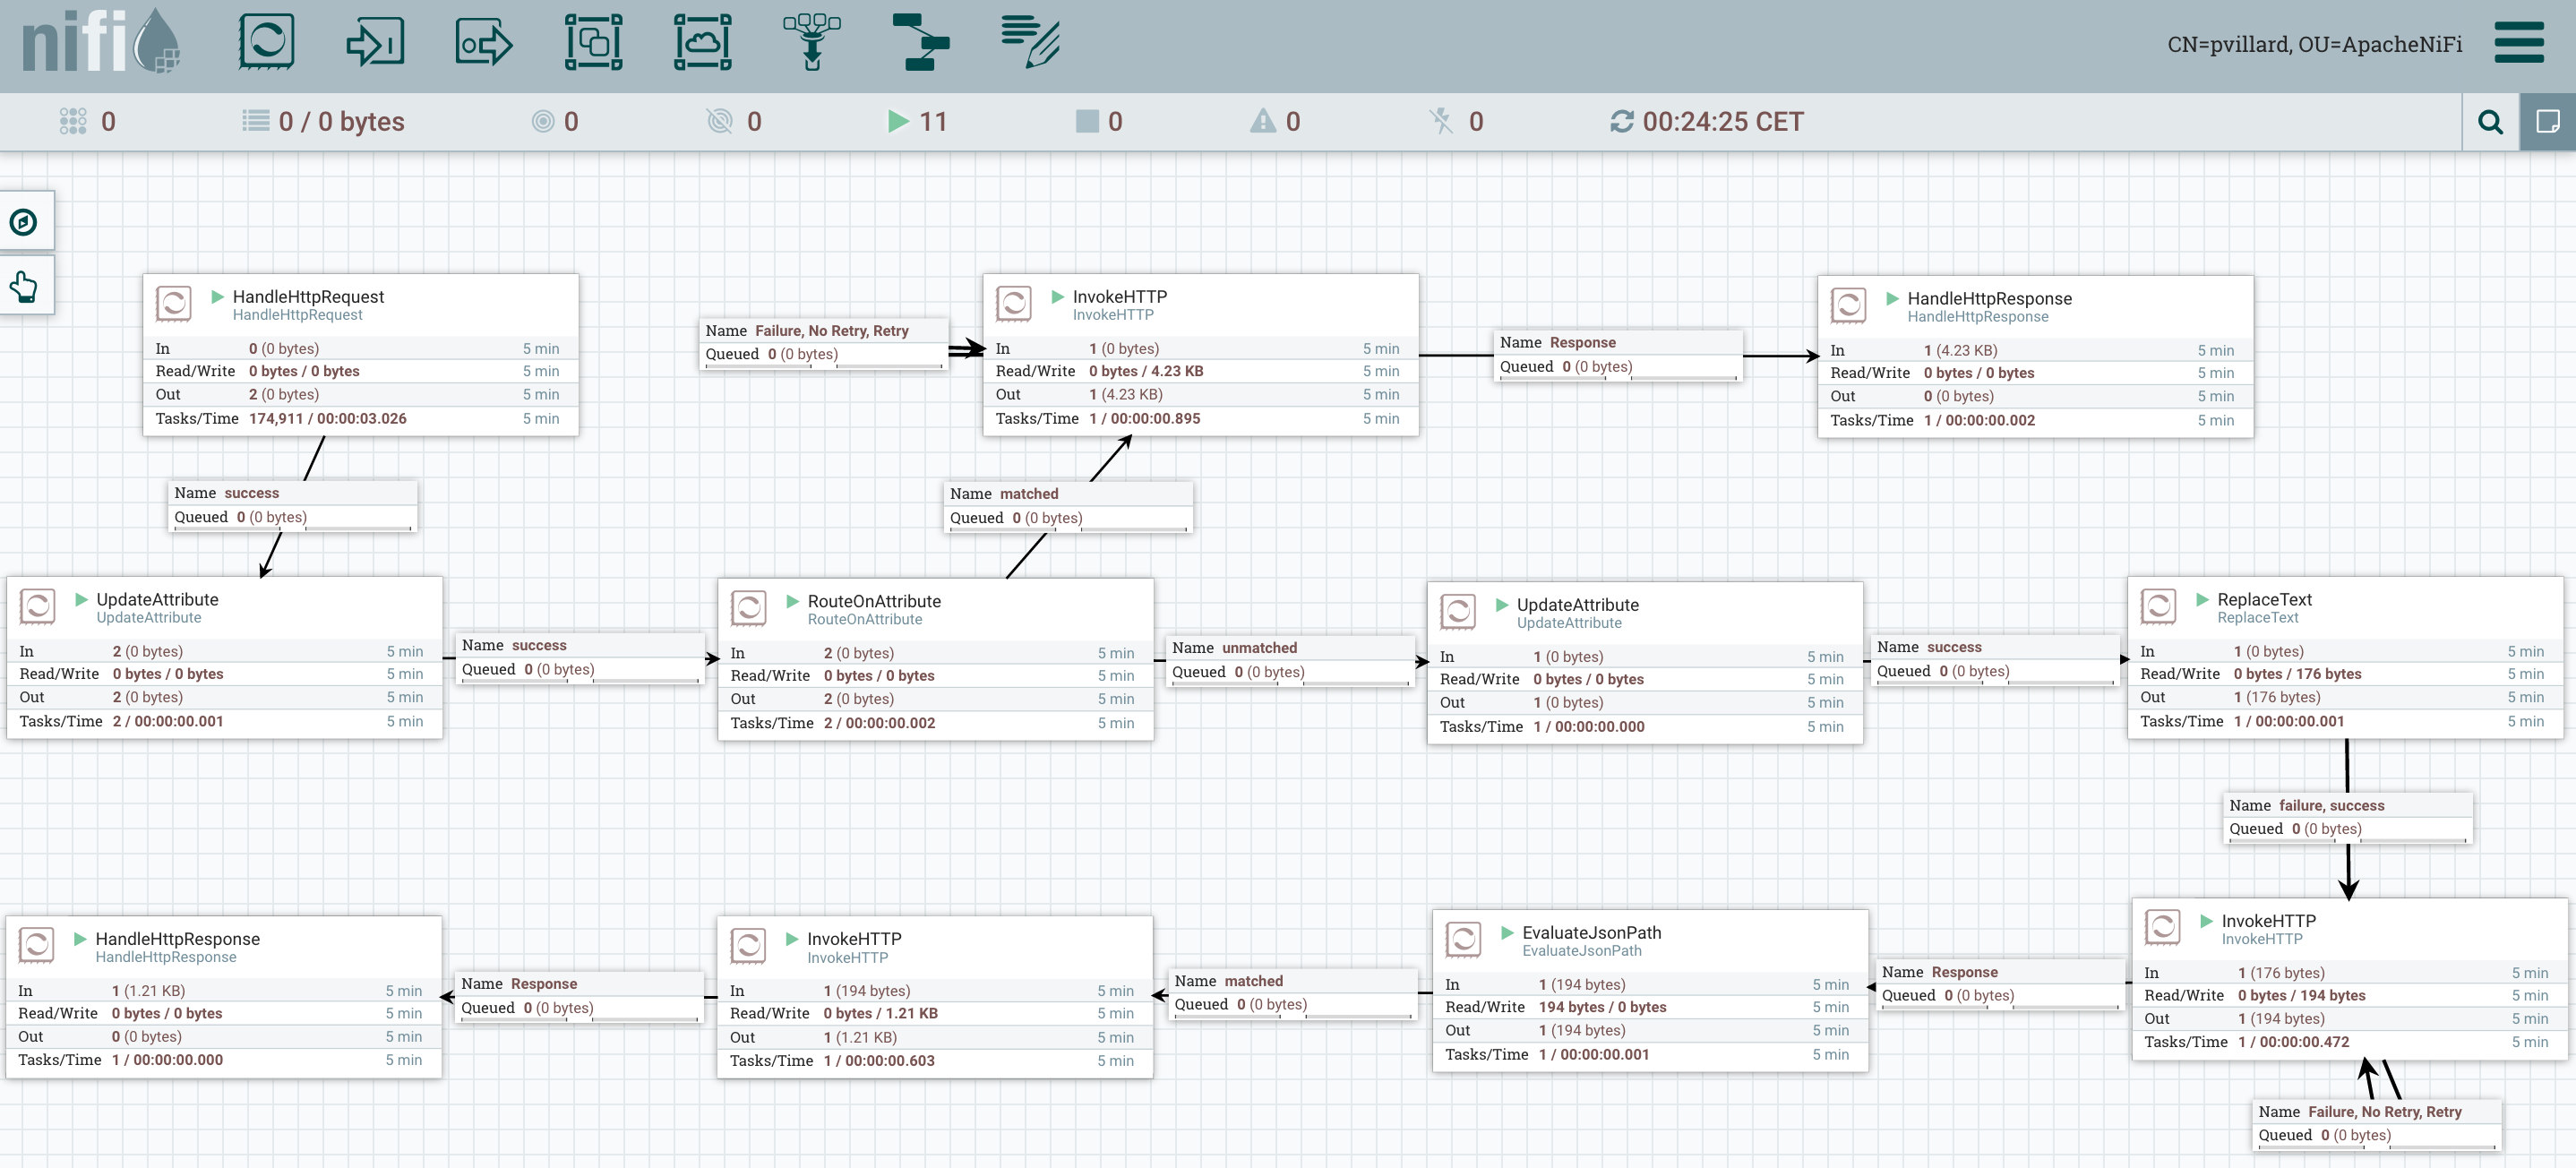 nifi
CN=pvillard, OU=ApacheNiFi
0
0 / 0 bytes
0
0
11
0
0
0
00:24:25 CET
HandleHttpRequest
HandleHttpRequest
In 0 (0 bytes) 5 min
Read/Write 0 bytes / 0 bytes 5 min
Out 2 (0 bytes) 5 min
Tasks/Time 174,911 / 00:00:03.026 5 min
Name Failure, No Retry, Retry
Queued 0 (0 bytes)
InvokeHTTP
InvokeHTTP
In 1 (0 bytes) 5 min
Read/Write 0 bytes / 4.23 KB 5 min
Out 1 (4.23 KB) 5 min
Tasks/Time 1 / 00:00:00.895 5 min
Name Response
Queued 0 (0 bytes)
HandleHttpResponse
HandleHttpResponse
In 1 (4.23 KB) 5 min
Read/Write 0 bytes / 0 bytes 5 min
Out 0 (0 bytes) 5 min
Tasks/Time 1 / 00:00:00.002 5 min
Name success
Queued 0 (0 bytes)
Name matched
Queued 0 (0 bytes)
UpdateAttribute
UpdateAttribute
In 2 (0 bytes) 5 min
Read/Write 0 bytes / 0 bytes 5 min
Out 2 (0 bytes) 5 min
Tasks/Time 2 / 00:00:00.001 5 min
Name success
Queued 0 (0 bytes)
RouteOnAttribute
RouteOnAttribute
In 2 (0 bytes) 5 min
Read/Write 0 bytes / 0 bytes 5 min
Out 2 (0 bytes) 5 min
Tasks/Time 2 / 00:00:00.002 5 min
Name unmatched
Queued 0 (0 bytes)
UpdateAttribute
UpdateAttribute
In 1 (0 bytes) 5 min
Read/Write 0 bytes / 0 bytes 5 min
Out 1 (0 bytes) 5 min
Tasks/Time 1 / 00:00:00.000 5 min
Name success
Queued 0 (0 bytes)
ReplaceText
ReplaceText
In 1 (0 bytes) 5 min
Read/Write 0 bytes / 176 bytes 5 min
Out 1 (176 bytes) 5 min
Tasks/Time 1 / 00:00:00.001 5 min
Name failure, success
Queued 0 (0 bytes)
HandleHttpResponse
HandleHttpResponse
In 1 (1.21 KB) 5 min
Read/Write 0 bytes / 0 bytes 5 min
Out 0 (0 bytes) 5 min
Tasks/Time 1 / 00:00:00.000 5 min
Name Response
Queued 0 (0 bytes)
InvokeHTTP
InvokeHTTP
In 1 (194 bytes) 5 min
Read/Write 0 bytes / 1.21 KB 5 min
Out 1 (1.21 KB) 5 min
Tasks/Time 1 / 00:00:00.603 5 min
Name matched
Queued 0 (0 bytes)
EvaluateJsonPath
EvaluateJsonPath
In 1 (194 bytes) 5 min
Read/Write 194 bytes / 0 bytes 5 min
Out 1 (194 bytes) 5 min
Tasks/Time 1 / 00:00:00.001 5 min
Name Response
Queued 0 (0 bytes)
InvokeHTTP
InvokeHTTP
In 1 (176 bytes) 5 min
Read/Write 0 bytes / 194 bytes 5 min
Out 1 (194 bytes) 5 min
Tasks/Time 1 / 00:00:00.472 5 min
Name Failure, No Retry, Retry
Queued 0 (0 bytes)